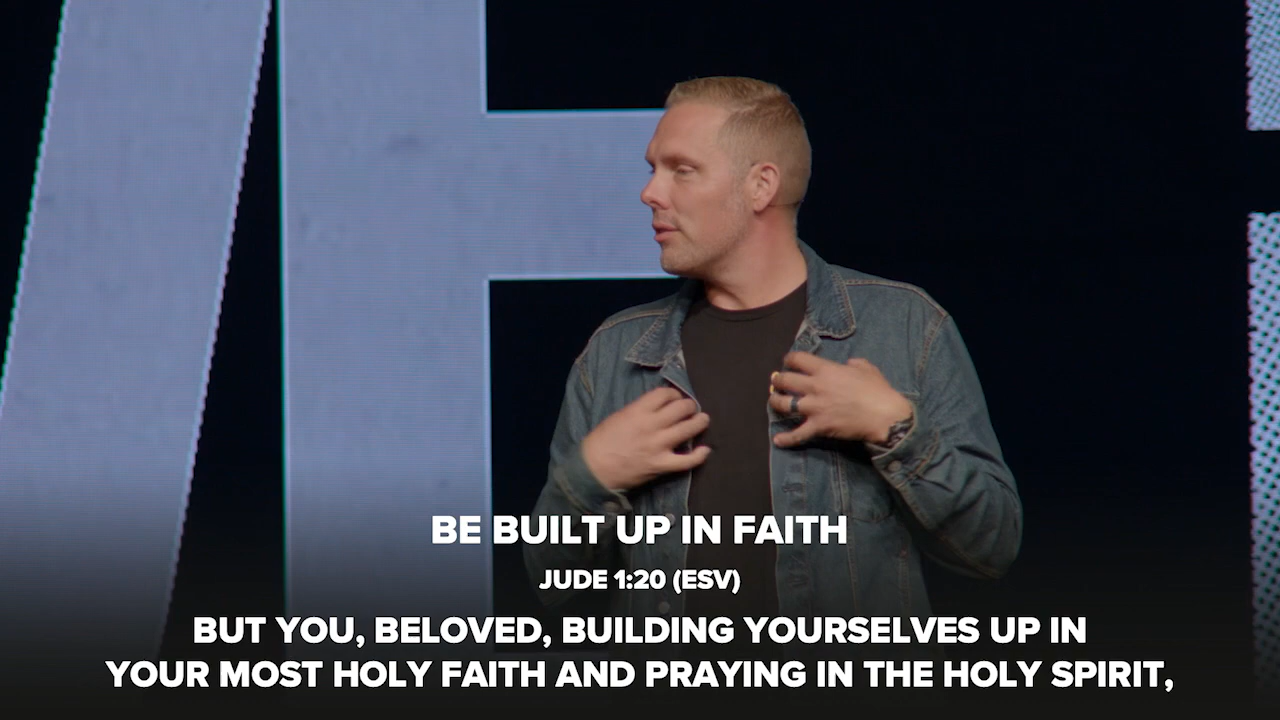 BE BUILT UP IN FAITH
JUDE 1:20 (ESV)
BUT YOU, BELOVED, BUILDING YOURSELVES UP IN
YOUR MOST HOLY FAITH AND PRAYING IN THE HOLY SPIRIT,